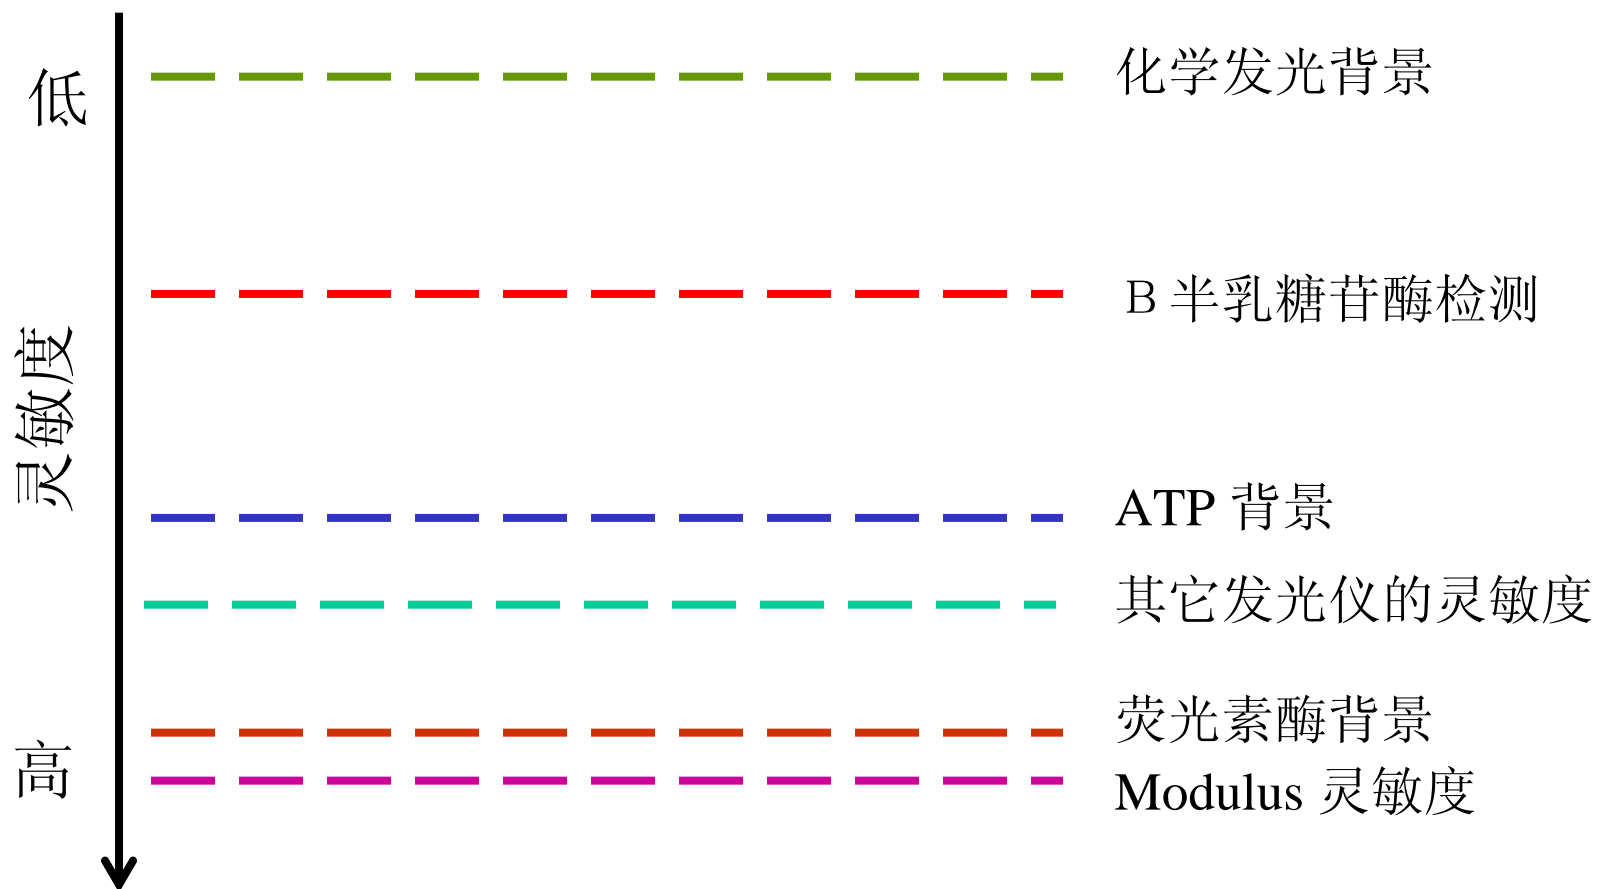 低
灵敏度
高
化学发光背景
B 半乳糖苷酶检测
ATP 背景
其它发光仪的灵敏度
荧光素酶背景
Modulus 灵敏度